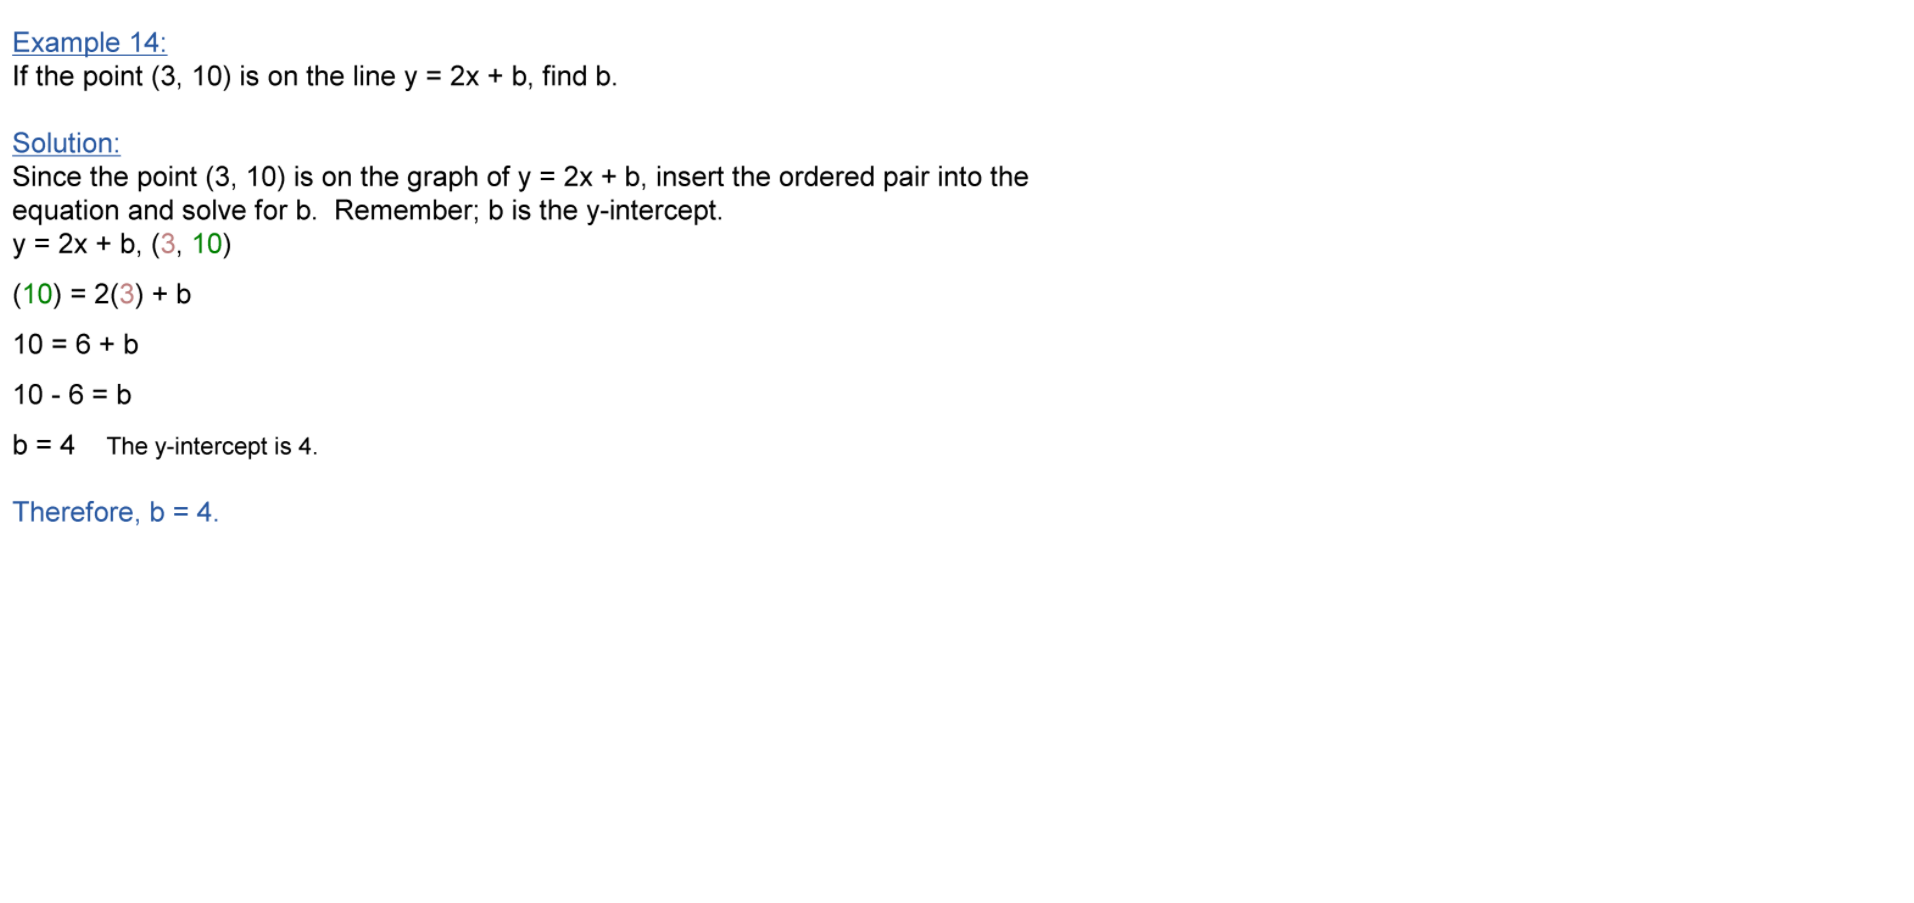 Example 14:
If the point (3, 10) is on the line y = 2x + b, find b.
Solution:
Since the point (3, 10) is on the graph of y = 2x + b, insert the ordered pair into the
equation and solve for b.  Remember; b is the y-intercept.
y = 2x + b, (3, 10)
(10) = 2(3) + b
10 = 6 + b
10 - 6 = b
b = 4    The y-intercept is 4.
Therefore, b = 4.